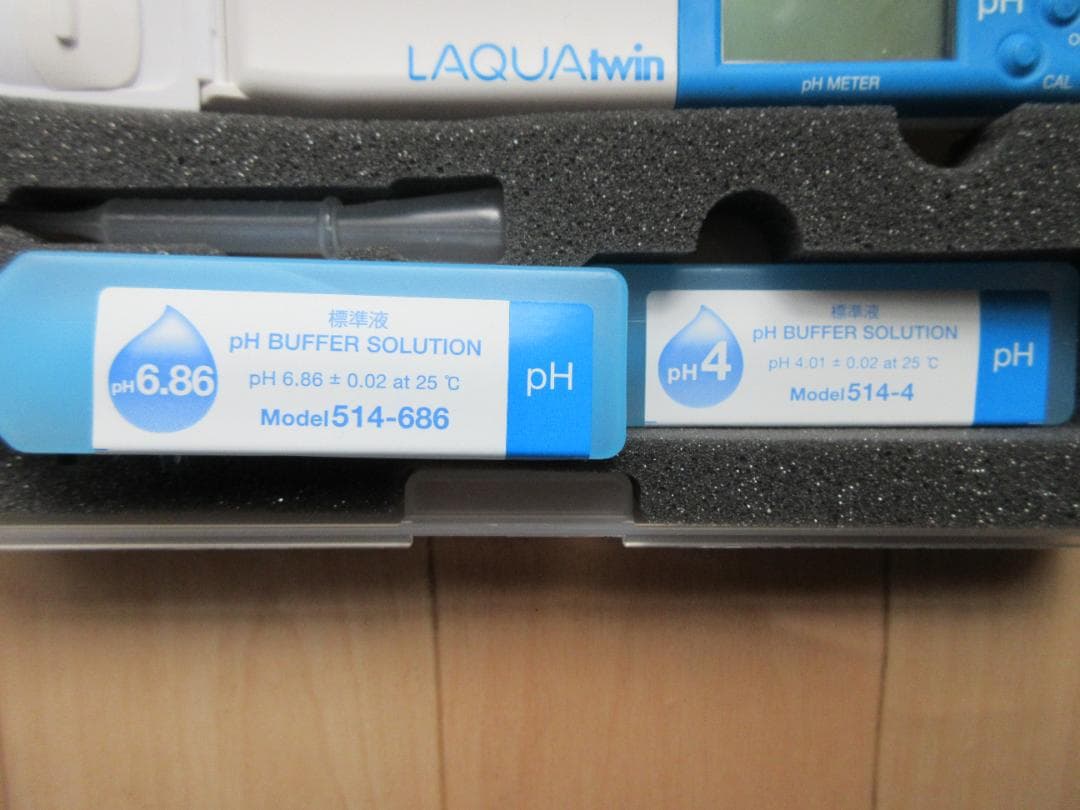 LAQUAtwin
pH METER
pH
CAL
標準液
pH BUFFER SOLUTION
pH 6.86
pH 6.86 ± 0.02 at 25 ℃
Model 514-686
pH
標準液
pH BUFFER SOLUTION
pH 4
pH 4.01 ± 0.02 at 25 ℃
Model 514-4
pH